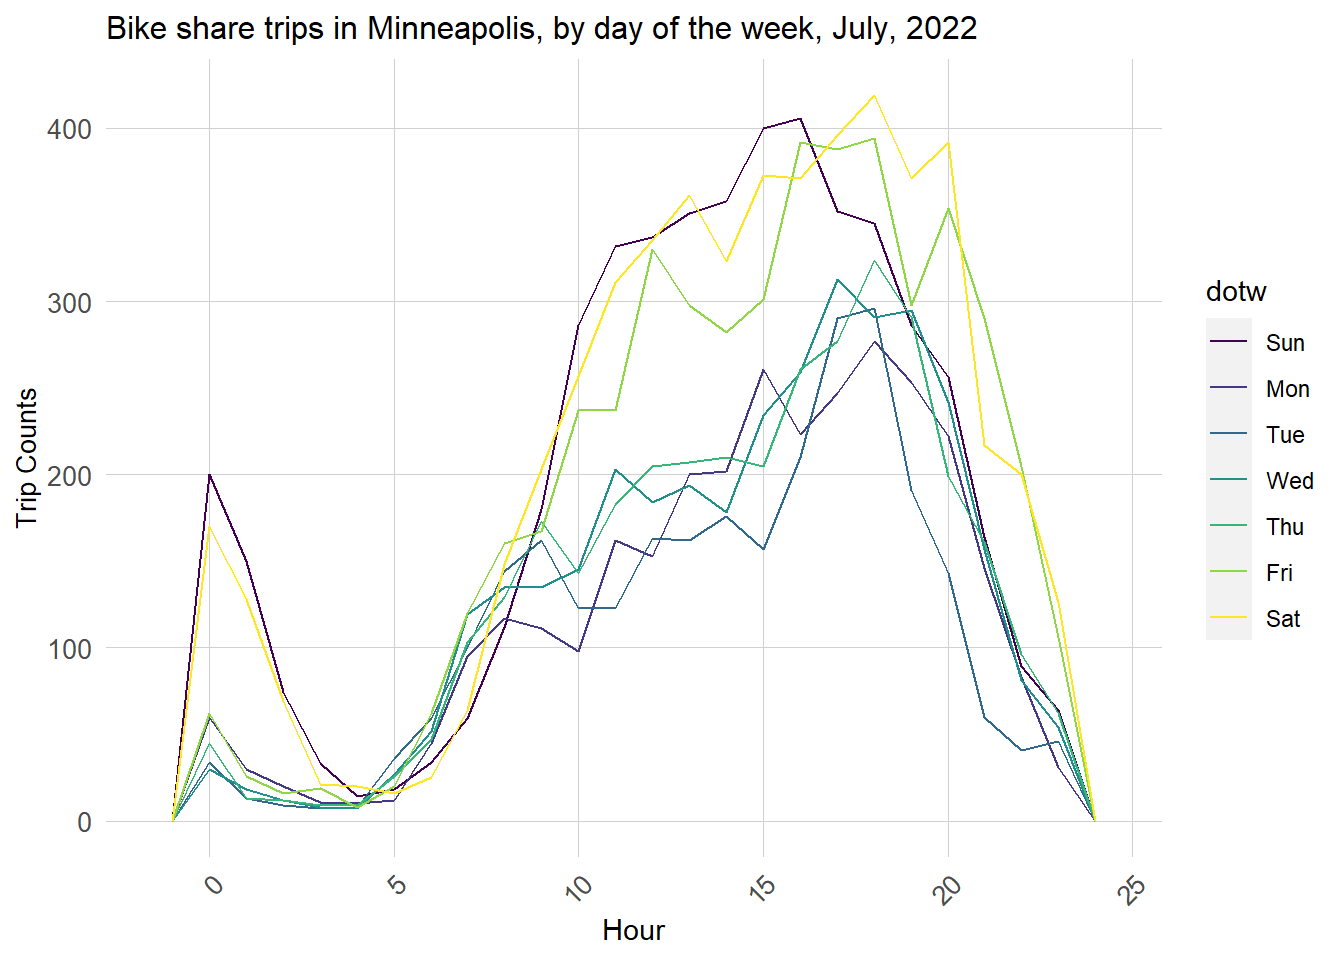 Bike share trips in Minneapolis, by day of the week, July, 2022
400
300
200
100
0
Trip Counts
0
5
10
15
20
25
Hour
dotw
Sun
Mon
Tue
Wed
Thu
Fri
Sat